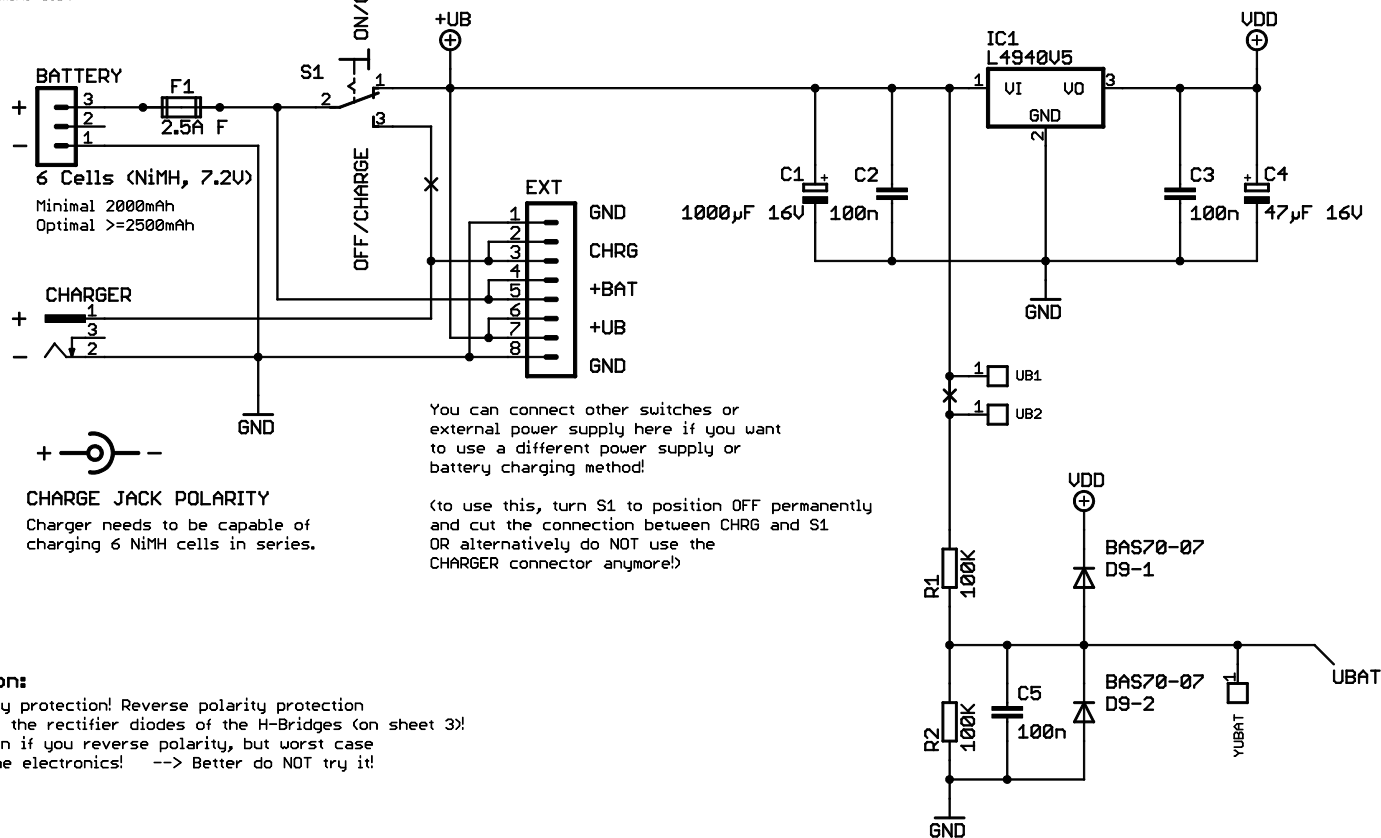 ON/O
+UB
VDD
BATTERY
+
3
2
1
-
F1
2.5A F
S1
2
1
3
OFF/CHARGE
6 Cells (NiMH, 7.2V)
Minimal 2000mAh
Optimal >=2500mAh
IC1
L4940V5
1
VI
VO
3
GND
2
C1
+
1000µF 16V
C2
100n
C3
100n
+
C4
47µF 16V
GND
EXT
1
2
3
4
5
6
7
8
GND
CHRG
+BAT
+UB
GND
CHARGER
+
1
3
-
2
GND
+
-
CHARGE JACK POLARITY
Charger needs to be capable of
charging 6 NiMH cells in series.
You can connect other switches or
external power supply here if you want
to use a different power supply or
battery charging method!
(to use this, turn S1 to position OFF permanently
and cut the connection between CHRG and S1
OR alternatively do NOT use the
CHARGER connector anymore!)
1
UB1
1
UB2
VDD
R1
100K
BAS70-07
D9-1
R2
100K
C5
100n
BAS70-07
D9-2
1
YUBAT
UBAT
GND
on:
y protection! Reverse polarity protection
the rectifier diodes of the H-Bridges (on sheet 3)!
n if you reverse polarity, but worst case
ne electronics! --> Better do NOT try it!